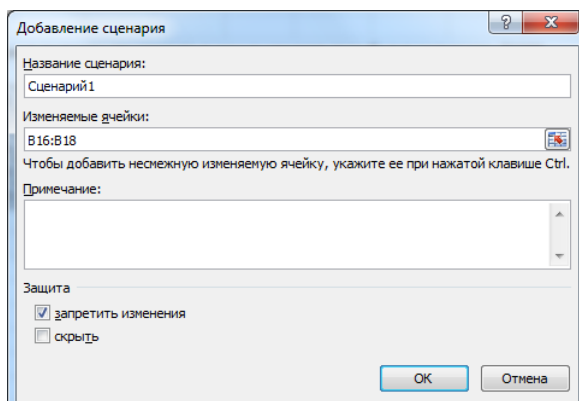 Добавление сценария
Название сценария:
Сценарий1
Изменяемые ячейки:
B16:B18
Чтобы добавить несмежную изменяемую ячейку, укажите ее при нажатой клавише Ctrl.
Примечание:
Защита
запретить изменения
скрыть
ОК
Отмена